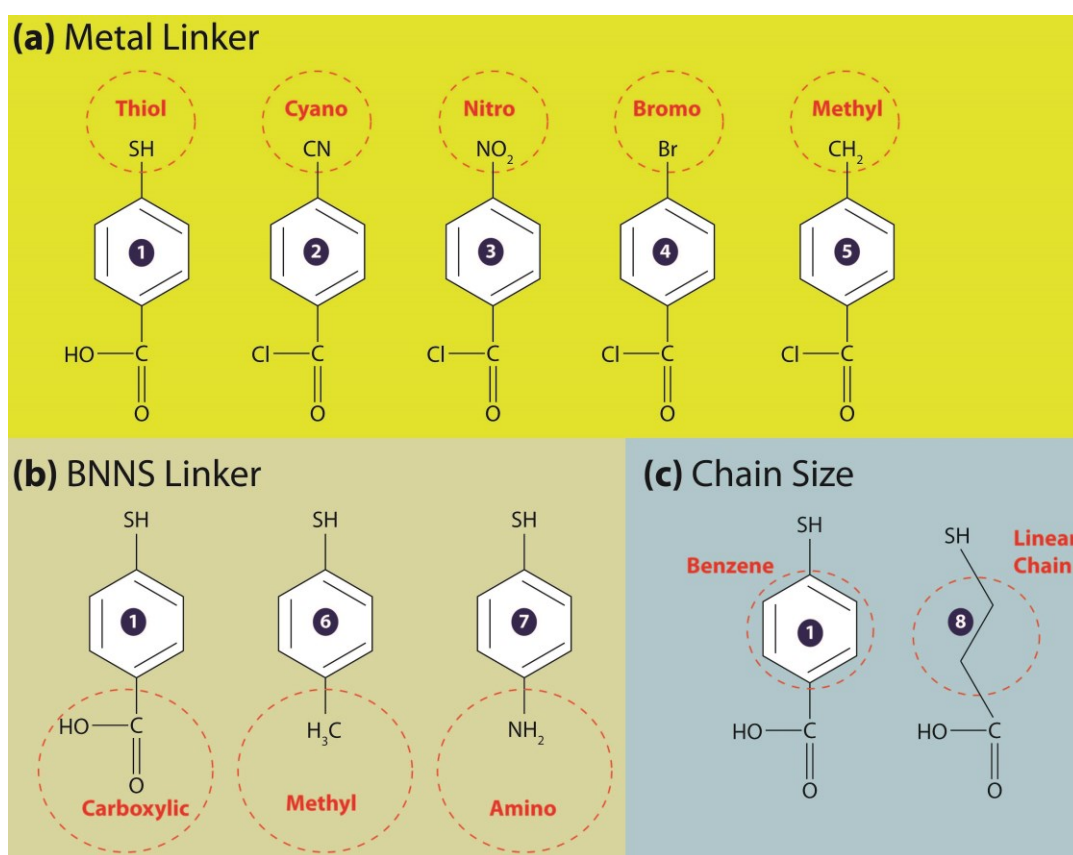 (a) Metal Linker
Thiol Cyano Nitro Bromo Methyl
SH CN NO2 Br CH2
1 2 3 4 5
HO C Cl C Cl C Cl C Cl C
O O O O O
(b) BNNS Linker
SH SH SH
1 6 7
HO C H3C NH2
O
Carboxylic Methyl Amino
(c) Chain Size
SH SH Linear
Benzene Chain
1 8
HO C HO C
O O